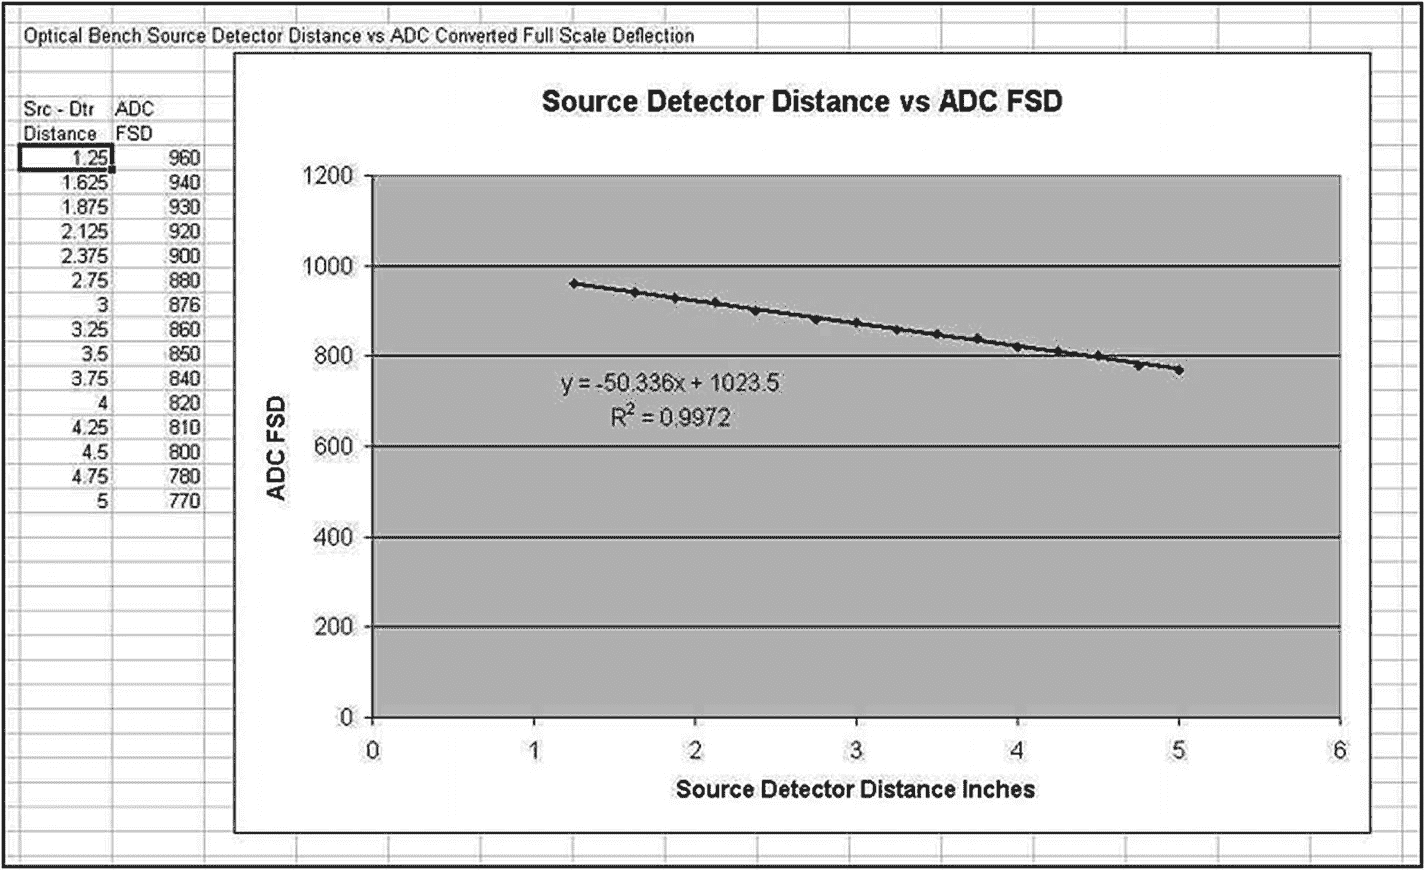 Optical Bench Source Detector Distance vs ADC Converted Full Scale Deflection
Src - Dtr ADC
Distance FSD
1.25 960
1.625 940
1.875 930
2.125 920
2.375 900
2.75 880
3 876
3.25 860
3.5 850
3.75 840
4 820
4.25 810
4.5 800
4.75 780
5 770
Source Detector Distance vs ADC FSD
1200
1000
800
600
400
200
0
ADC FSD
y = -50.336x + 1023.5
R² = 0.9972
0 1 2 3 4 5 6
Source Detector Distance Inches